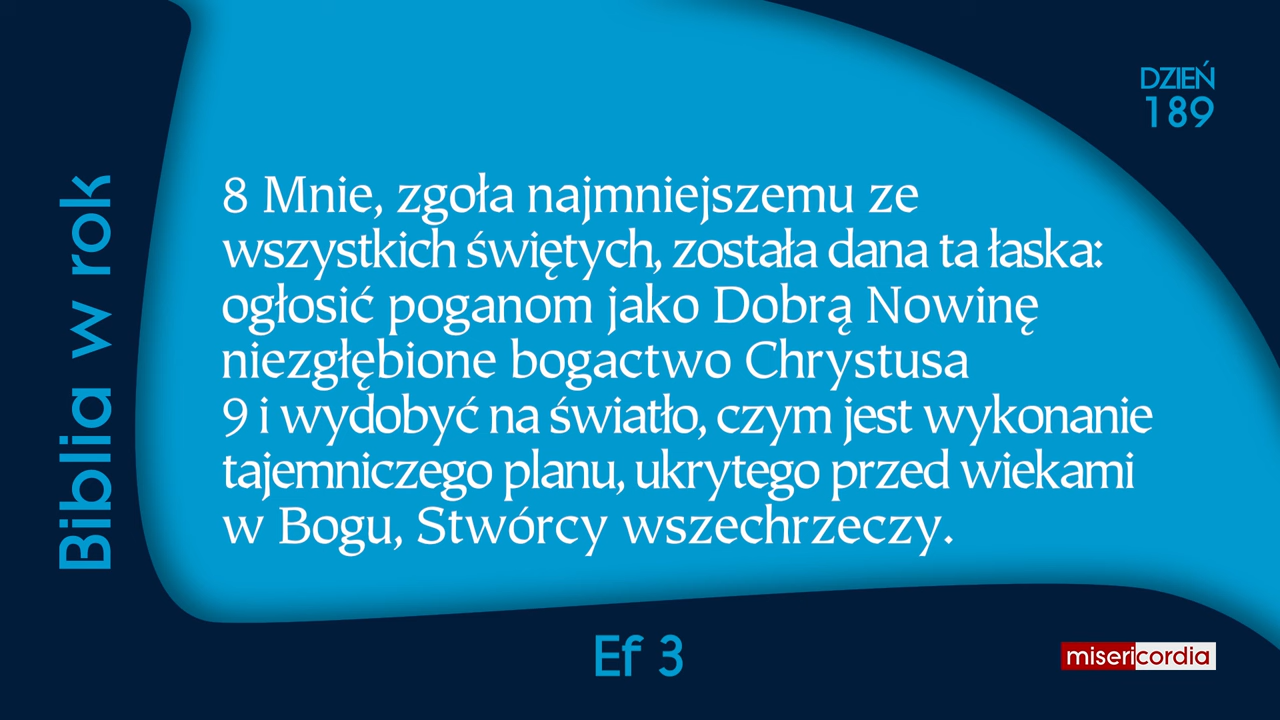 DZIEŃ
189
Biblia w rok
8 Mnie, zgoła najmniejszemu ze
wszystkich świętych, została dana ta łaska:
ogłosić poganom jako Dobrą Nowinę
niezgłębione bogactwo Chrystusa
9 i wydobyć na światło, czym jest wykonanie
tajemniczego planu, ukrytego przed wiekami
w Bogu, Stwórcy wszechrzeczy.
Ef 3
misericordia